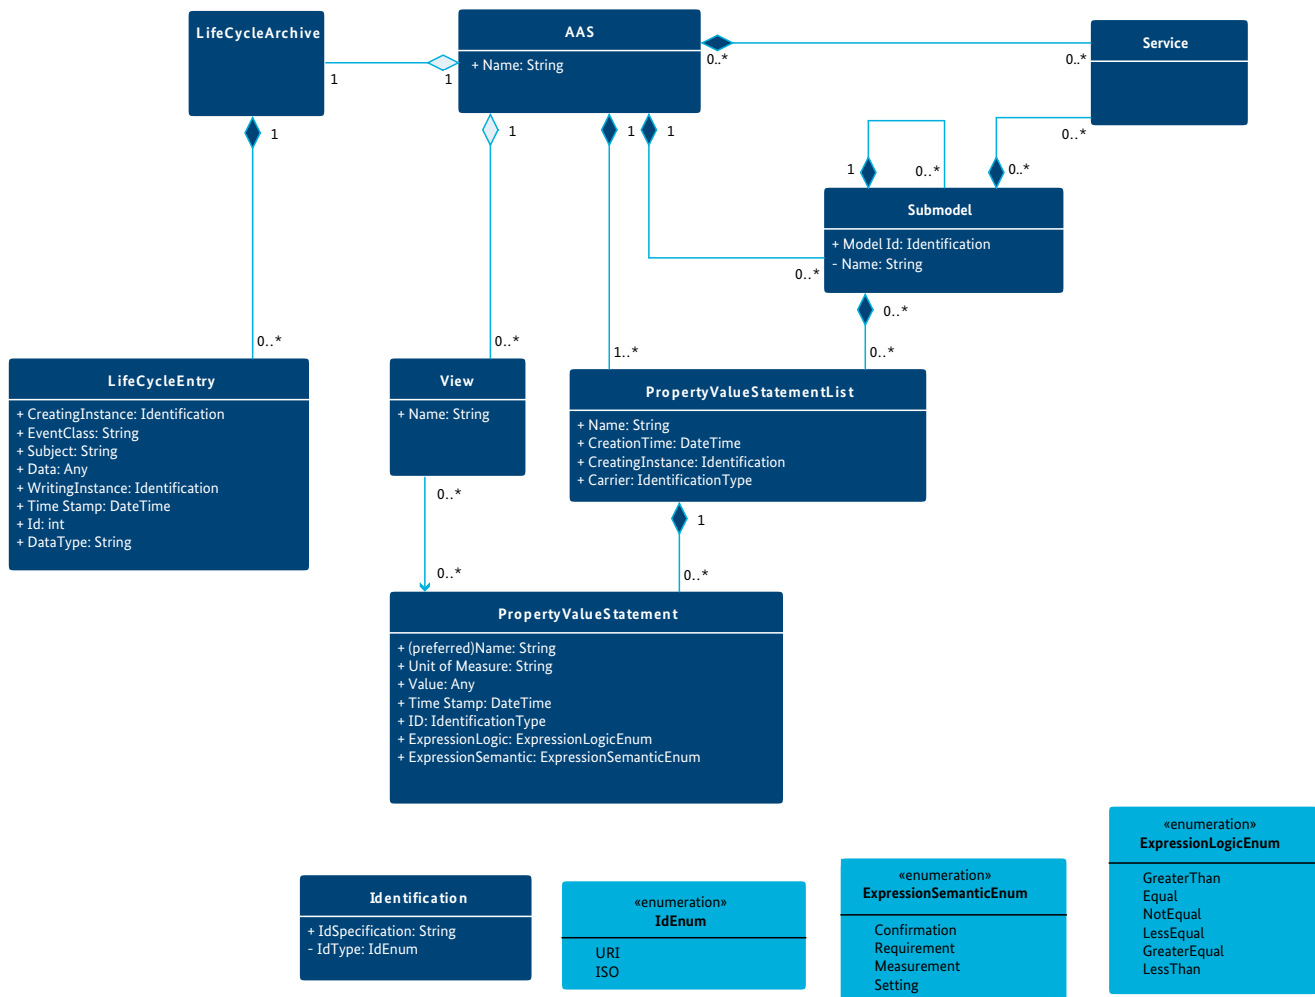 LifeCycleArchive
AAS
+ Name: String
Service
1
1
0..*
0..*
1
1
1
1
0..*
1
0..*
0..*
0..*
Submodel
+ Model Id: Identification
- Name: String
0..*
0..*
0..*
0..*
1..*
0..*
LifeCycleEntry
+ CreatingInstance: Identification
+ EventClass: String
+ Subject: String
+ Data: Any
+ WritingInstance: Identification
+ Time Stamp: DateTime
+ Id: int
+ DataType: String
View
+ Name: String
PropertyValueStatementList
+ Name: String
+ CreationTime: DateTime
+ CreatingInstance: Identification
+ Carrier: IdentificationType
0..*
1
0..*
0..*
PropertyValueStatement
+ (preferred)Name: String
+ Unit of Measure: String
+ Value: Any
+ Time Stamp: DateTime
+ ID: IdentificationType
+ ExpressionLogic: ExpressionLogicEnum
+ ExpressionSemantic: ExpressionSemanticEnum
Identification
+ IdSpecification: String
- IdType: IdEnum
«enumeration»
IdEnum
URI
ISO
«enumeration»
ExpressionSemanticEnum
Confirmation
Requirement
Measurement
Setting
«enumeration»
ExpressionLogicEnum
GreaterThan
Equal
NotEqual
LessEqual
GreaterEqual
LessThan